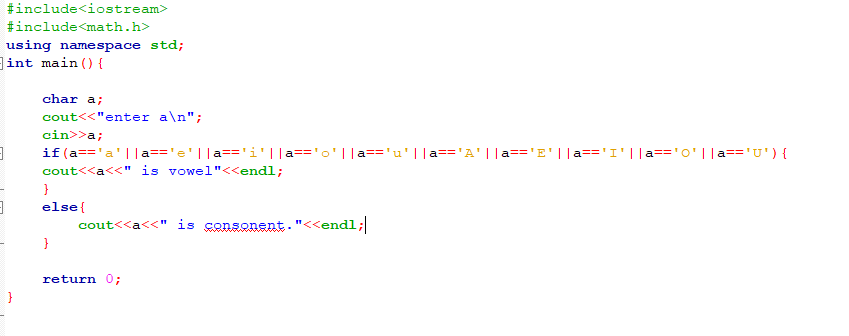 #include<iostream>
#include<math.h>
using namespace std;
int main(){
char a;
cout<<"enter a\n";
cin>>a;
if(a=='a'||a=='e'||a=='i'||a=='o'||a=='u'||a=='A'||a=='E'||a=='I'||a=='O'||a=='U'){
cout<<a<<" is vowel"<<endl;
}
else{
cout<<a<<" is consonent."<<endl;
}
return 0;
}